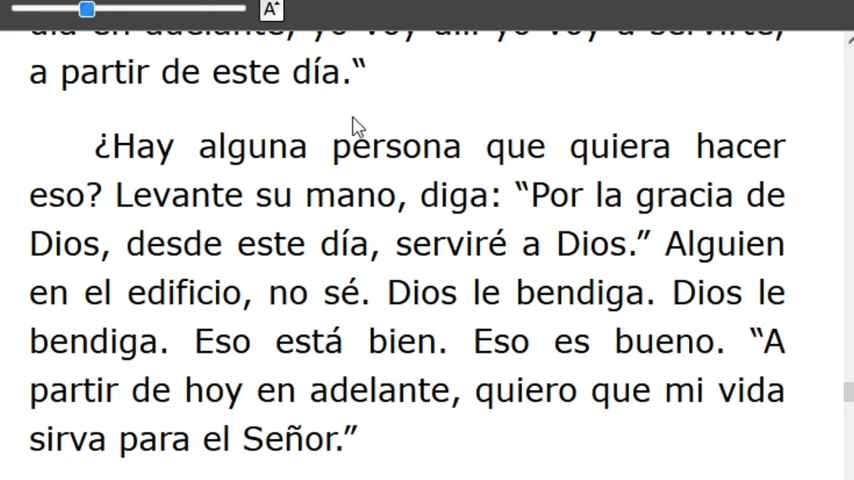 a partir de este día.“
¿Hay alguna persona que quiera hacer
eso? Levante su mano, diga: “Por la gracia de
Dios, desde este día, serviré a Dios.” Alguien
en el edificio, no sé. Dios le bendiga. Dios le
bendiga. Eso está bien. Eso es bueno. “A
partir de hoy en adelante, quiero que mi vida
sirva para el Señor.”